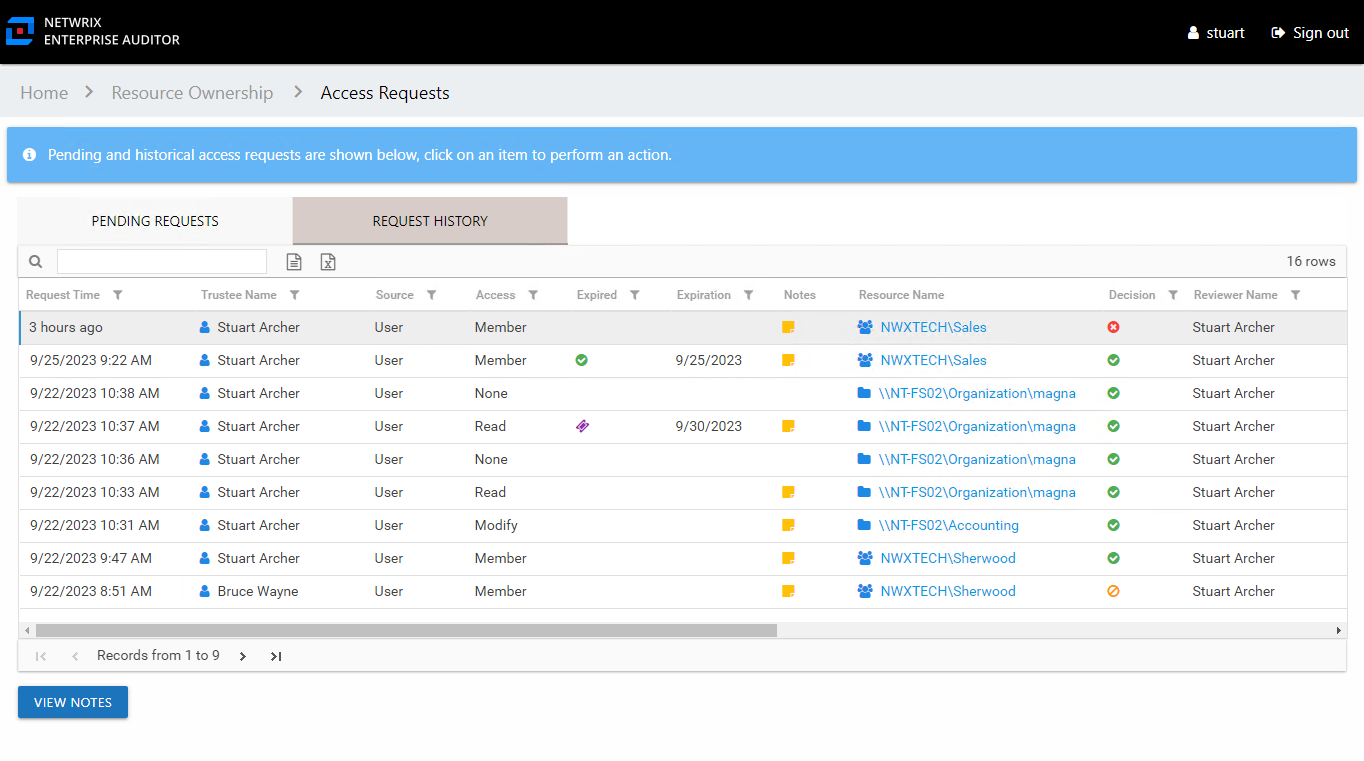 NETWRIX
ENTERPRISE AUDITOR
stuart Sign out
Home Resource Ownership Access Requests
Pending and historical access requests are shown below, click on an item to perform an action.
PENDING REQUESTS REQUEST HISTORY
16 rows
Request Time Trustee Name Source Access Expired Expiration Notes Resource Name Decision Reviewer Name
3 hours ago Stuart Archer User Member NWXTECH\Sales Stuart Archer
9/25/2023 9:22 AM Stuart Archer User Member 9/25/2023 NWXTECH\Sales Stuart Archer
9/22/2023 10:38 AM Stuart Archer User None \\NT-FS02\Organization\magna Stuart Archer
9/22/2023 10:37 AM Stuart Archer User Read 9/30/2023 \\NT-FS02\Organization\magna Stuart Archer
9/22/2023 10:36 AM Stuart Archer User None \\NT-FS02\Organization\magna Stuart Archer
9/22/2023 10:33 AM Stuart Archer User Read \\NT-FS02\Organization\magna Stuart Archer
9/22/2023 10:31 AM Stuart Archer User Modify \\NT-FS02\Accounting Stuart Archer
9/22/2023 9:47 AM Stuart Archer User Member NWXTECH\Sherwood Stuart Archer
9/22/2023 8:51 AM Bruce Wayne User Member NWXTECH\Sherwood Stuart Archer
Records from 1 to 9
VIEW NOTES